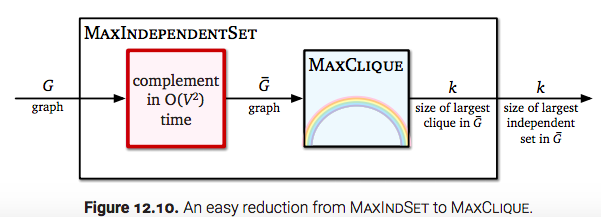 MAXINDEPENDENTSET
G
graph
complement
in O(V²)
time
Ḡ
graph
MAXCLIQUE
k
size of largest
clique in Ḡ
k
size of largest
independent
set in Ḡ
Figure 12.10. An easy reduction from MAXINDSET to MAXCLIQUE.